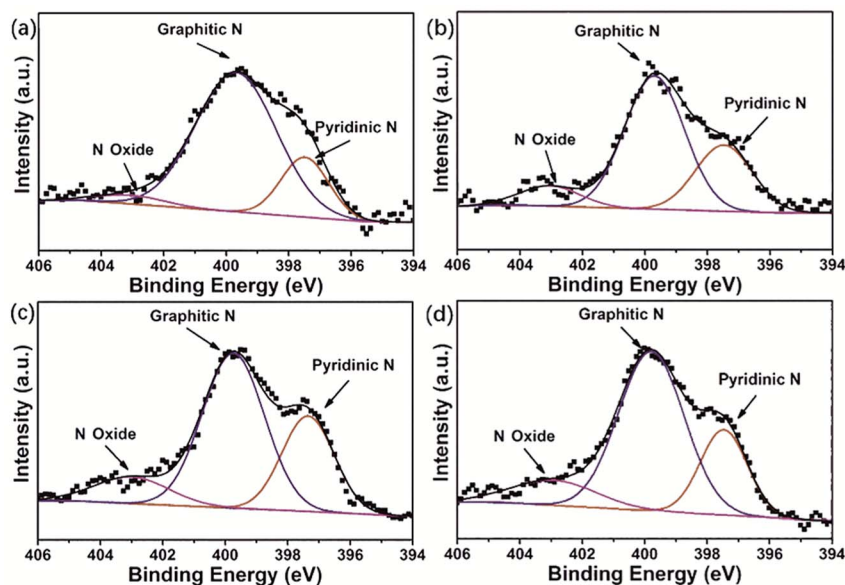 (a)
Graphitic N
N Oxide
Pyridinic N
Intensity (a.u.)
406 404 402 400 398 396 394
Binding Energy (eV)
(b)
Graphitic N
Pyridinic N
N Oxide
Intensity (a.u.)
406 404 402 400 398 396 394
Binding Energy (eV)
(c)
Graphitic N
Pyridinic N
N Oxide
Intensity (a.u.)
406 404 402 400 398 396 394
Binding Energy (eV)
(d)
Graphitic N
Pyridinic N
N Oxide
Intensity (a.u.)
406 404 402 400 398 396 394
Binding Energy (eV)